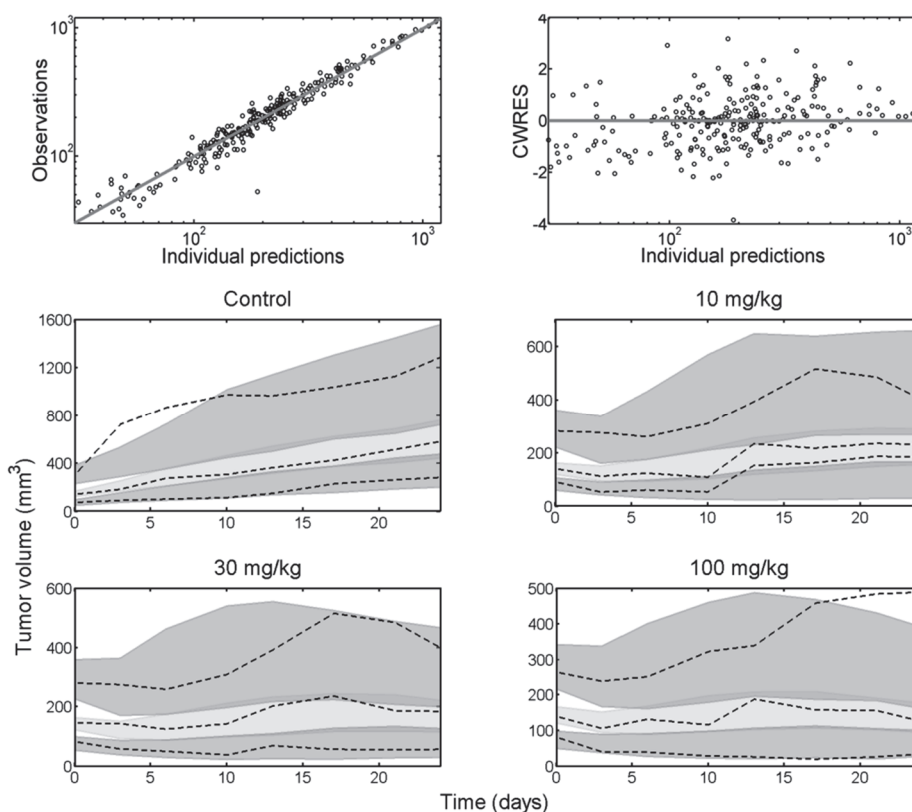 10³
10²
Observations
10² 10³
Individual predictions
4
2
0
-2
-4
CWRES
10² 10³
Individual predictions
Control
1600
1200
800
400
0
0 5 10 15 20
10 mg/kg
600
400
200
0
0 5 10 15 20
Tumor volume (mm³)
30 mg/kg
600
400
200
0
0 5 10 15 20
100 mg/kg
500
400
300
200
100
0
0 5 10 15 20
Time (days)